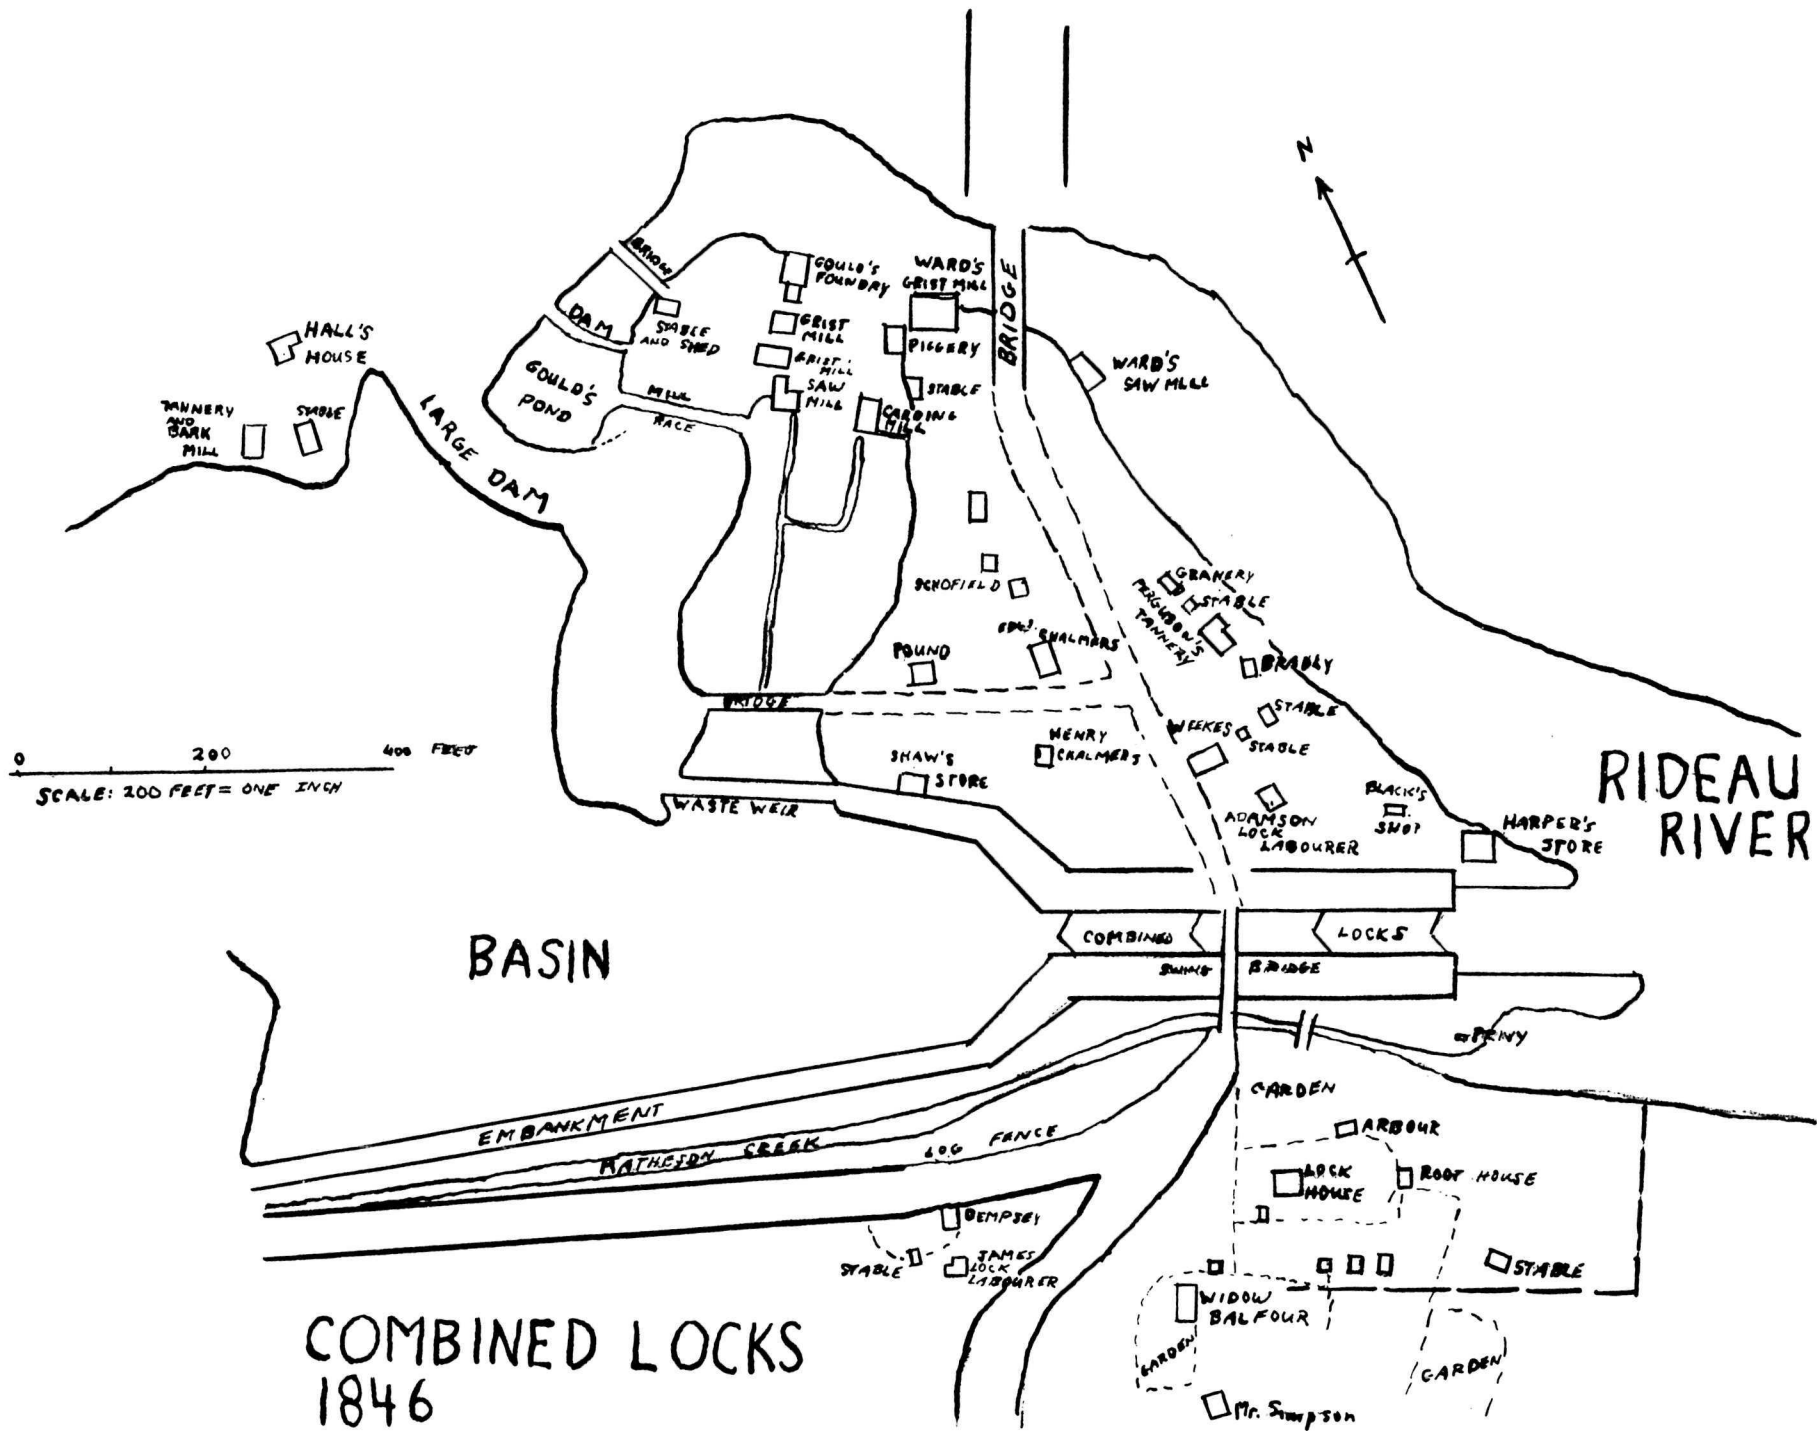 N
BRIDGE
GOULD'S
FOUNDRY
WARD'S
GRIST MILL
BRIDGE
HALL'S
HOUSE
DAM
STABLE
AND SHED
GRIST
MILL
PIGGERY
GRIST
MILL
WARD'S
SAW MILL
GOULD'S
POND
MILL
RACE
SAW
MILL
STABLE
CARDING
MILL
TANNERY
AND
BARK
MILL
STABLE
LARGE DAM
SCHOFIELD
GRANERY
STABLE
FERGUSON'S
TANNERY
CHALMERS
POUND
BRADLY
BRIDGE
STABLE
WEEKES
STABLE
HENRY
CHALMERS
SHAW'S
STORE
0 200 400 FEET
SCALE: 200 FEET = ONE INCH
WASTE WEIR
ADAMSON
LOCK
LABOURER
BLACK'S
SHOP
HARPER'S
STORE
RIDEAU
RIVER
COMBINED LOCKS
BASIN
SWING BRIDGE
PRIVY
GARDEN
EMBANKMENT
MATHESON CREEK
LOG FENCE
ARBOUR
LOCK
HOUSE
ROOT HOUSE
DEMPSEY
STABLE
JAMES
LOCK
LABOURER
STABLE
WIDOW
BALFOUR
GARDEN
GARDEN
Mr. Simpson
COMBINED LOCKS
1846